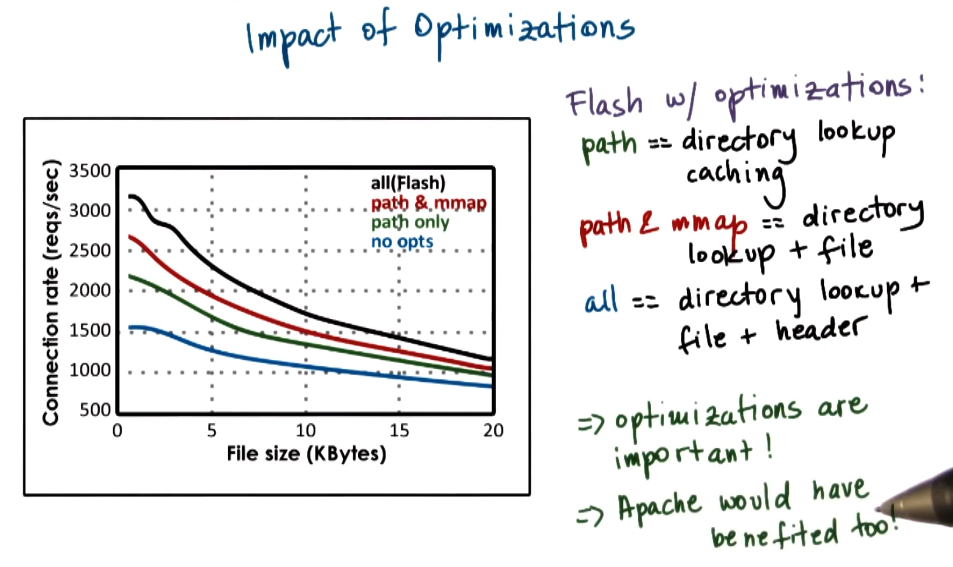 Impact of Optimizations
Flash w/ optimizations:
path == directory lookup
caching
path & mmap == directory
lookup + file
all == directory lookup +
file + header
=> optimizations are
important!
=> Apache would have
benefited too!
Connection rate (reqs/sec)
3500
3000
2500
2000
1500
1000
500
all(Flash)
path & mmap
path only
no opts
0 5 10 15 20
File size (KBytes)